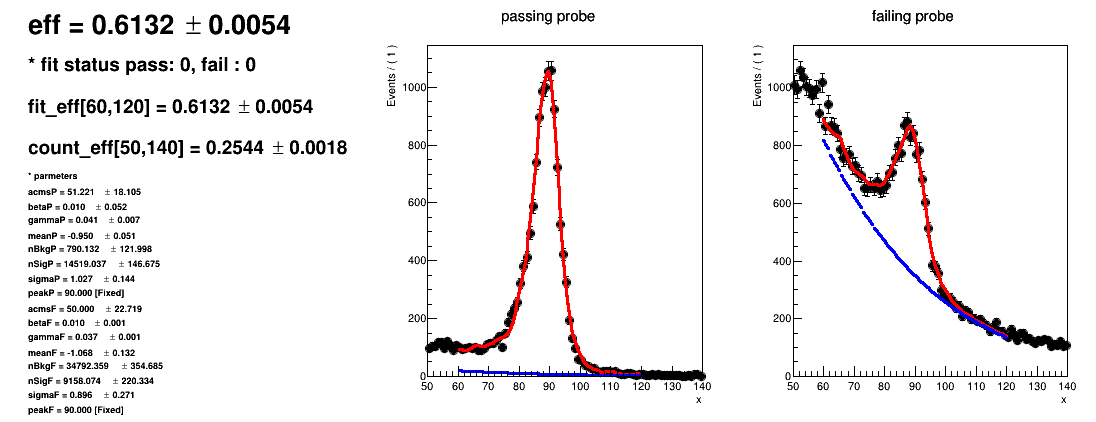 eff = 0.6132 ± 0.0054
* fit status pass: 0, fail : 0
fit_eff[60,120] = 0.6132 ± 0.0054
count_eff[50,140] = 0.2544 ± 0.0018
* parmeters
acmsP = 51.221 ± 18.105
betaP = 0.010 ± 0.052
gammaP = 0.041 ± 0.007
meanP = -0.950 ± 0.051
nBkgP = 790.132 ± 121.998
nSigP = 14519.037 ± 146.675
sigmaP = 1.027 ± 0.144
peakP = 90.000 [Fixed]
acmsF = 50.000 ± 22.719
betaF = 0.010 ± 0.001
gammaF = 0.037 ± 0.001
meanF = -1.068 ± 0.132
nBkgF = 34792.359 ± 354.685
nSigF = 9158.074 ± 220.334
sigmaF = 0.896 ± 0.271
peakF = 90.000 [Fixed]
passing probe
Events / ( 1 )
1000
800
600
400
200
0
50 60 70 80 90 100 110 120 130 140
x
failing probe
Events / ( 1 )
1000
800
600
400
200
0
50 60 70 80 90 100 110 120 130 140
x